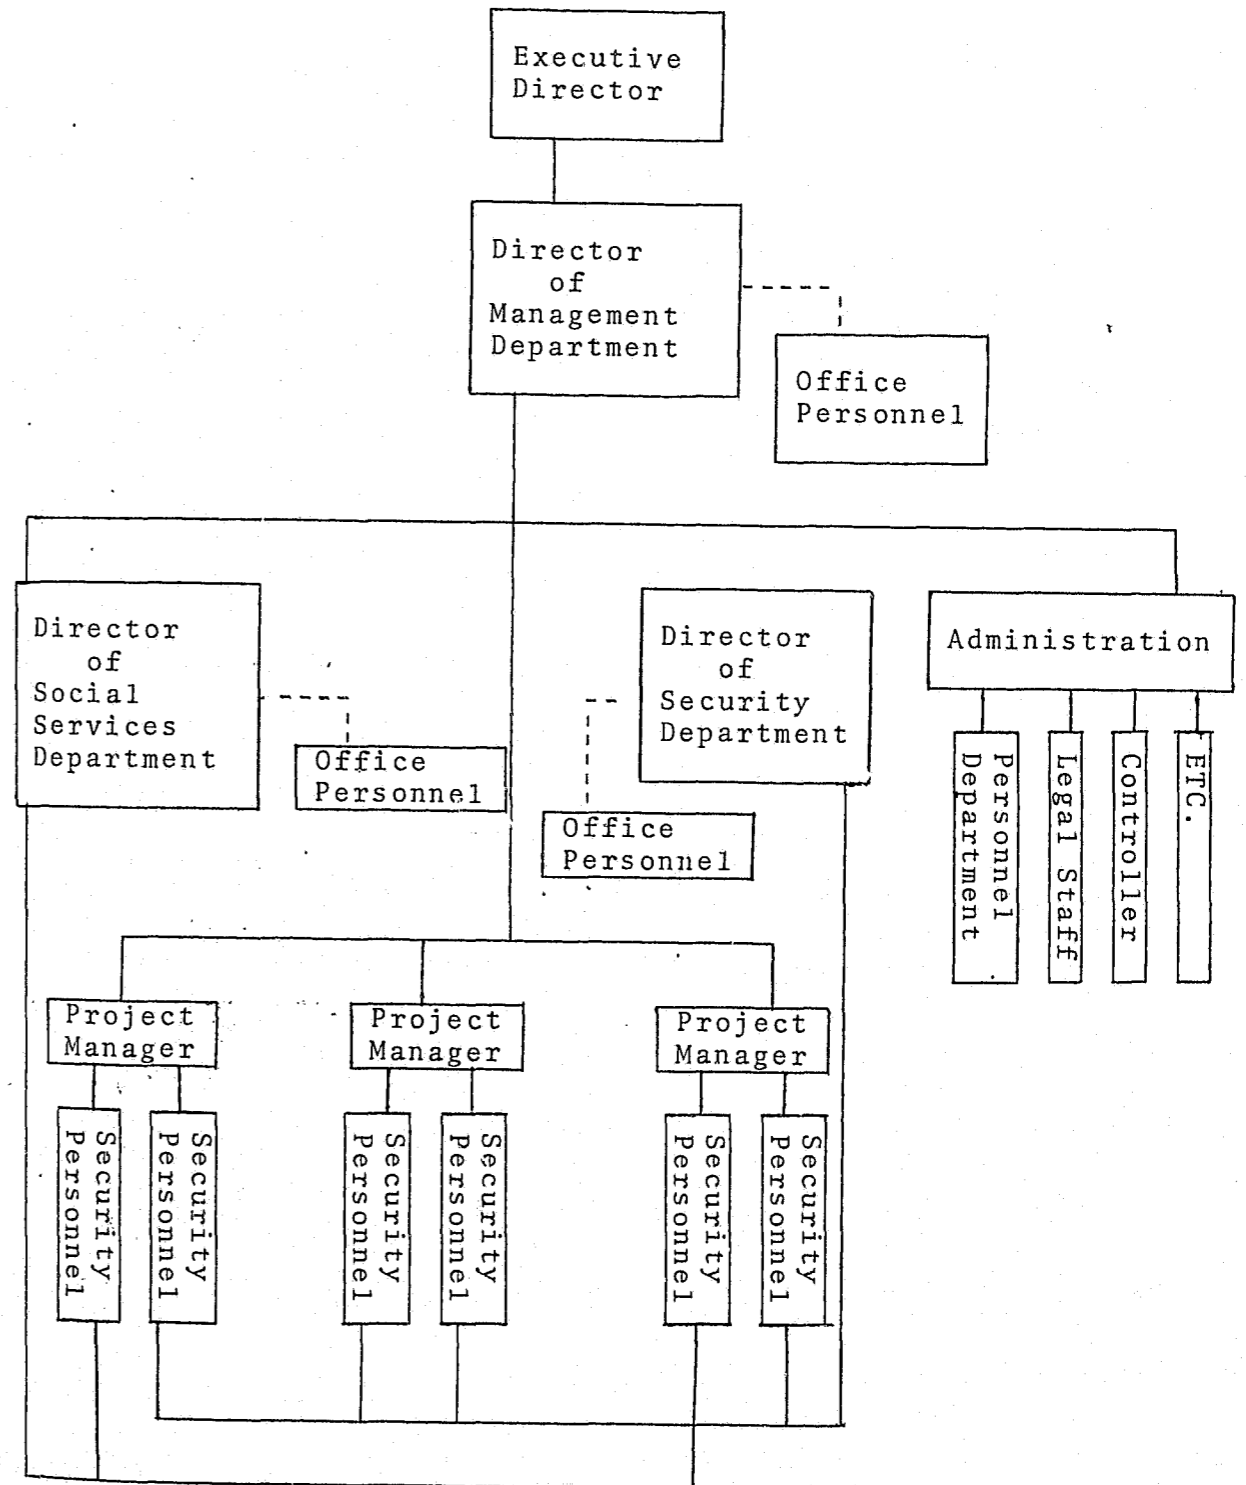 Executive
Director
Director
of
Management
Department
Office
Personnel
Director
of
Social
Services
Department
Office
Personnel
Director
of
Security
Department
Office
Personnel
Administration
Personnel
Department
Legal Staff
Controller
ETC.
Project
Manager
Project
Manager
Project
Manager
Security
Personnel
Security
Personnel
Security
Personnel
Security
Personnel
Security
Personnel
Security
Personnel